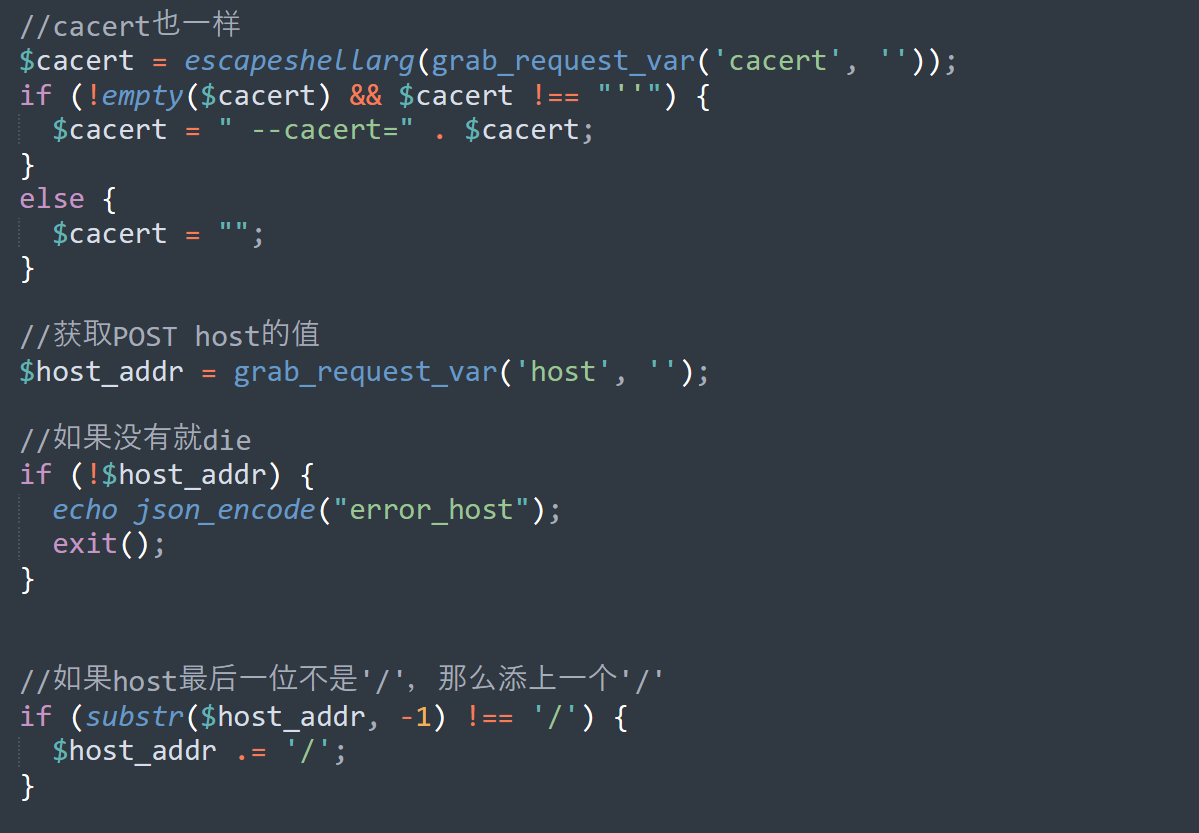 //cacert也一样
$cacert = escapeshellarg(grab_request_var('cacert', ''));
if (!empty($cacert) && $cacert !== "''") {
  $cacert = " --cacert=" . $cacert;
}
else {
  $cacert = "";
}
//获取POST host的值
$host_addr = grab_request_var('host', '');
//如果没有就die
if (!$host_addr) {
  echo json_encode("error_host");
  exit();
}
//如果host最后一位不是'/', 那么添上一个'/'
if (substr($host_addr, -1) !== '/') {
  $host_addr .= '/';
}